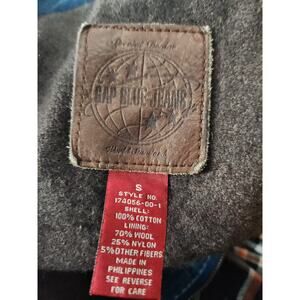 GAP BLUE JEANS
S
STYLE NO.
174056-00-1
SHELL:
100% COTTON
LINING:
70% WOOL
25% NYLON
5% OTHER FIBERS
MADE IN
PHILIPPINES
SEE REVERSE
FOR CARE